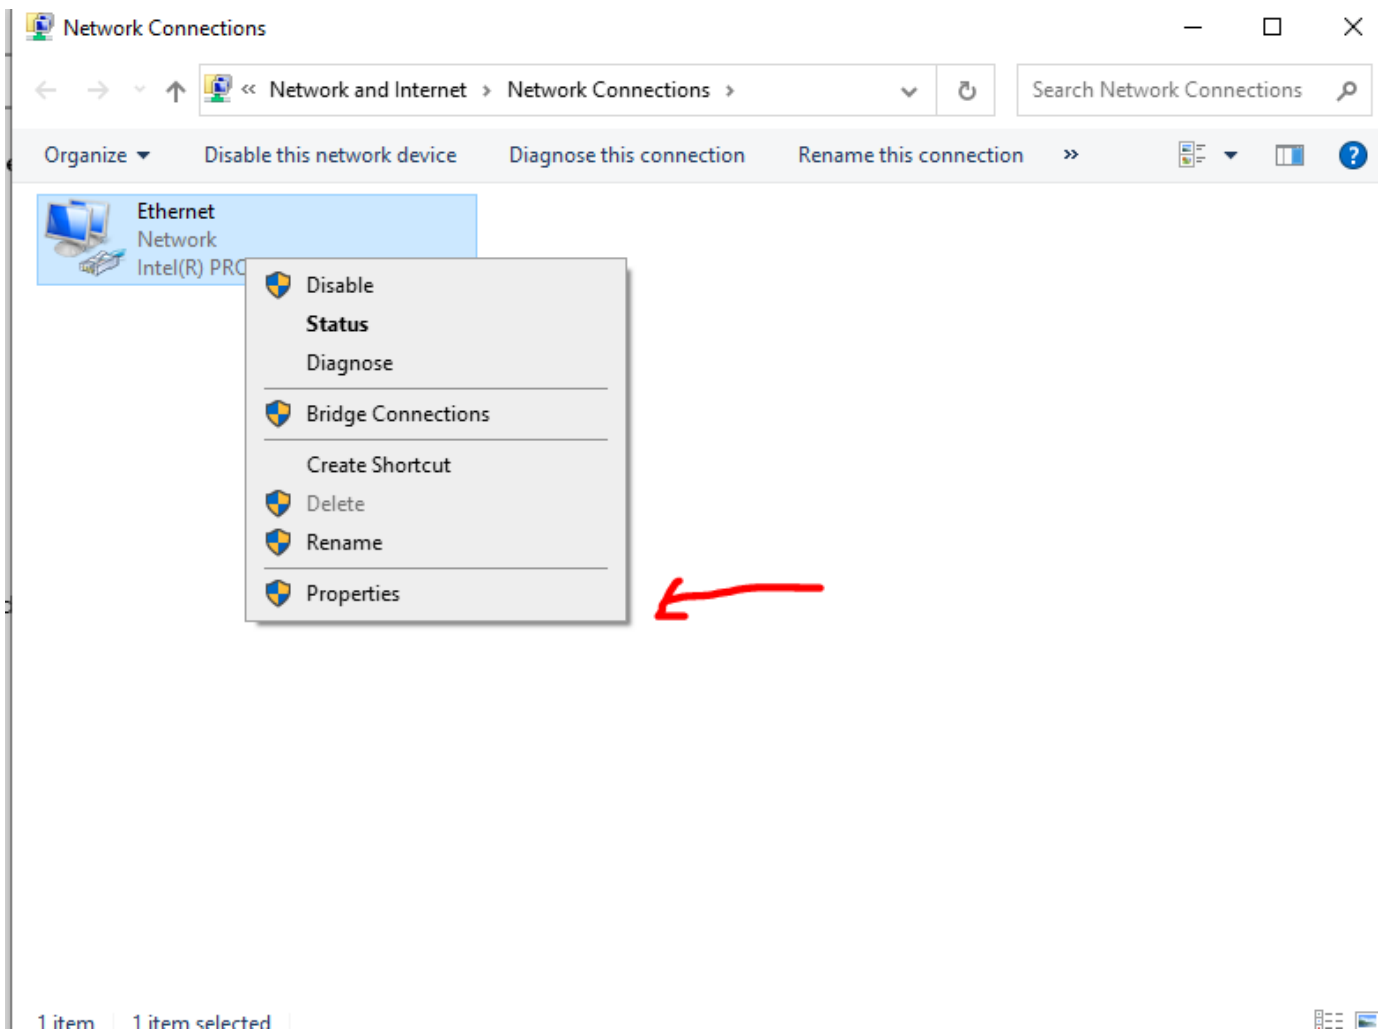 Network Connections
« Network and Internet › Network Connections ›
Search Network Connections
Organize Disable this network device Diagnose this connection Rename this connection »
Ethernet
Network
Intel(R) PRO
Disable
Status
Diagnose
Bridge Connections
Create Shortcut
Delete
Rename
Properties
1 item 1 item selected